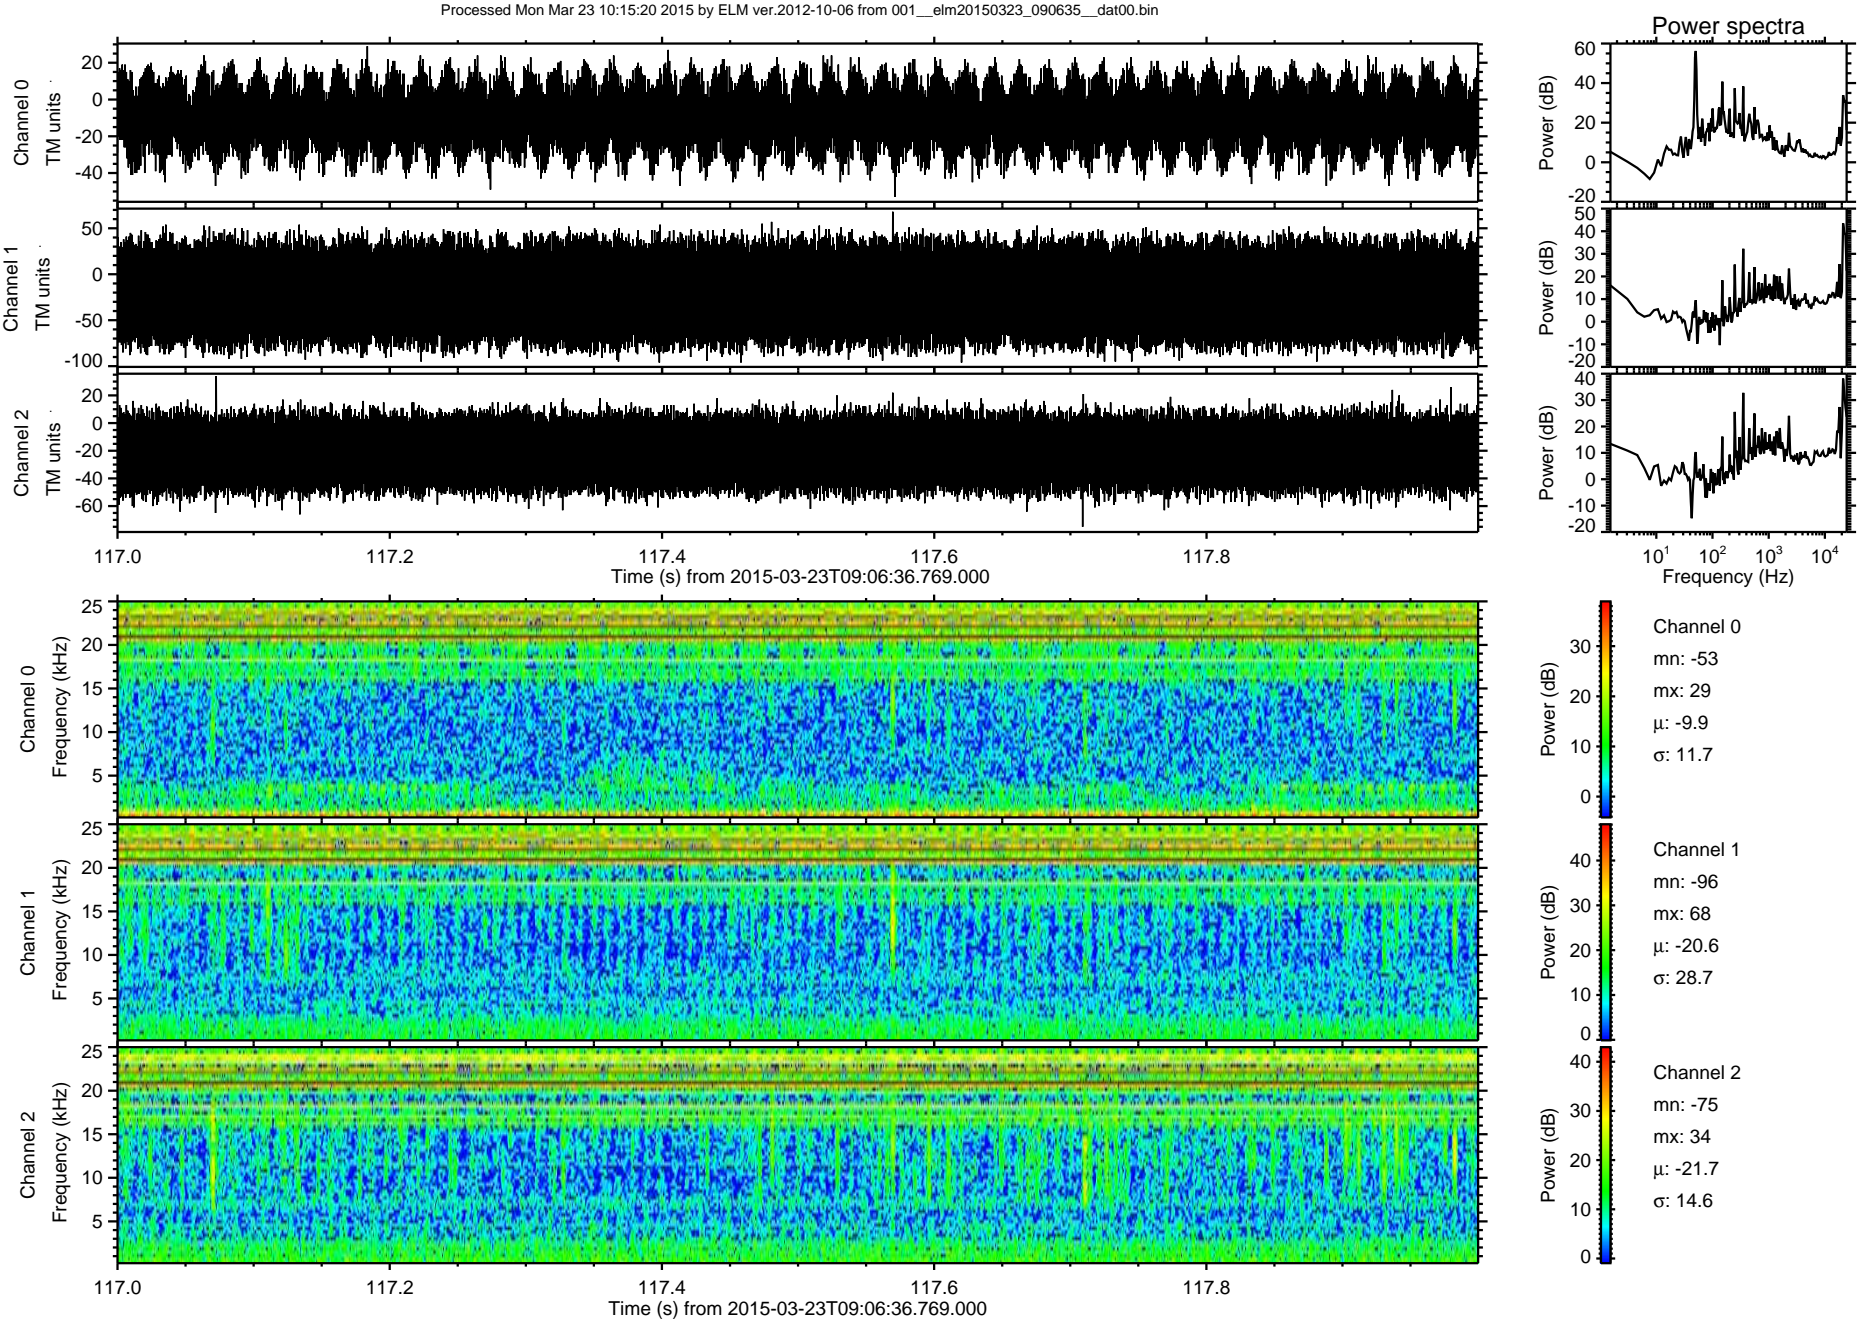 Processed Mon Mar 23 10:15:20 2015 by ELM ver.2012-10-06 from 001__elm20150323_090635__dat00.bin
Power spectra
Channel 0
TM units
20
0
-20
-40
Power (dB)
60
40
20
0
-20
Channel 1
TM units
50
0
-50
-100
Power (dB)
50
40
30
20
10
0
-10
-20
Channel 2
TM units
20
0
-20
-40
-60
Power (dB)
40
30
20
10
0
-10
-20
117.0 117.2 117.4 117.6 117.8
Time (s) from 2015-03-23T09:06:36.769.000
10¹ 10² 10³ 10⁴
Frequency (Hz)
Channel 0
Frequency (kHz)
25
20
15
10
5
Power (dB)
30
20
10
0
Channel 0
mn: -53
mx: 29
µ: -9.9
σ: 11.7
Channel 1
Frequency (kHz)
25
20
15
10
5
Power (dB)
40
30
20
10
0
Channel 1
mn: -96
mx: 68
µ: -20.6
σ: 28.7
Channel 2
Frequency (kHz)
25
20
15
10
5
Power (dB)
40
30
20
10
0
Channel 2
mn: -75
mx: 34
µ: -21.7
σ: 14.6
117.0 117.2 117.4 117.6 117.8
Time (s) from 2015-03-23T09:06:36.769.000